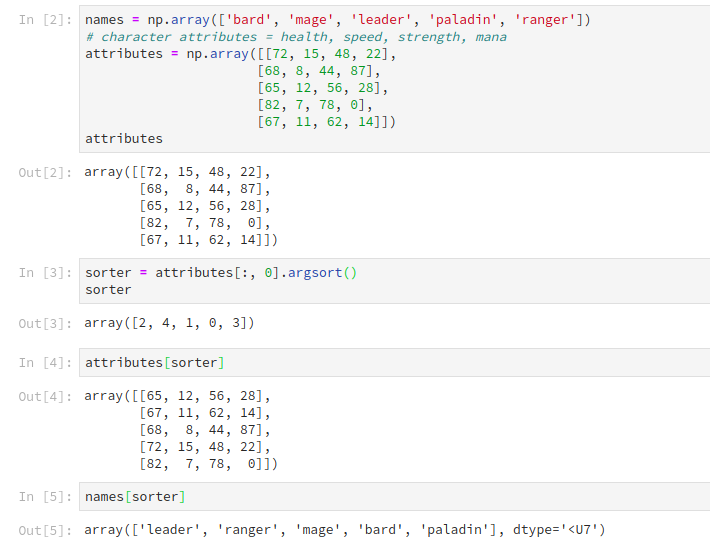 In [2]: names = np.array(['bard', 'mage', 'leader', 'paladin', 'ranger'])
# character attributes = health, speed, strength, mana
attributes = np.array([[72, 15, 48, 22],
[68, 8, 44, 87],
[65, 12, 56, 28],
[82, 7, 78, 0],
[67, 11, 62, 14]])
attributes
Out[2]: array([[72, 15, 48, 22],
[68,  8, 44, 87],
[65, 12, 56, 28],
[82,  7, 78,  0],
[67, 11, 62, 14]])
In [3]: sorter = attributes[:, 0].argsort()
sorter
Out[3]: array([2, 4, 1, 0, 3])
In [4]: attributes[sorter]
Out[4]: array([[65, 12, 56, 28],
[67, 11, 62, 14],
[68,  8, 44, 87],
[72, 15, 48, 22],
[82,  7, 78,  0]])
In [5]: names[sorter]
Out[5]: array(['leader', 'ranger', 'mage', 'bard', 'paladin'], dtype='<U7')